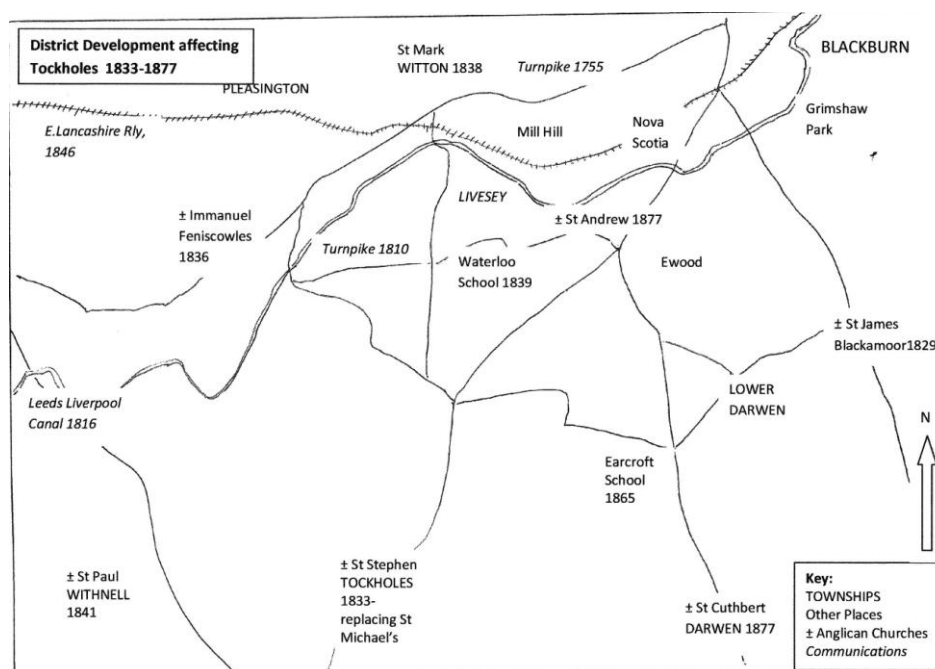 District Development affecting
Tockholes 1833-1877
St Mark
WITTON 1838
Turnpike 1755
BLACKBURN
PLEASINGTON
E.Lancashire Rly,
1846
Mill Hill
Nova
Scotia
Grimshaw
Park
LIVESEY
± Immanuel
Feniscowles
1836
± St Andrew 1877
Turnpike 1810
Waterloo
School 1839
Ewood
± St James
Blackamoor1829
Leeds Liverpool
Canal 1816
LOWER
DARWEN
N
Earcroft
School
1865
± St Paul
WITHNELL
1841
± St Stephen
TOCKHOLES
1833-
replacing St
Michael's
± St Cuthbert
DARWEN 1877
Key:
TOWNSHIPS
Other Places
± Anglican Churches
Communications